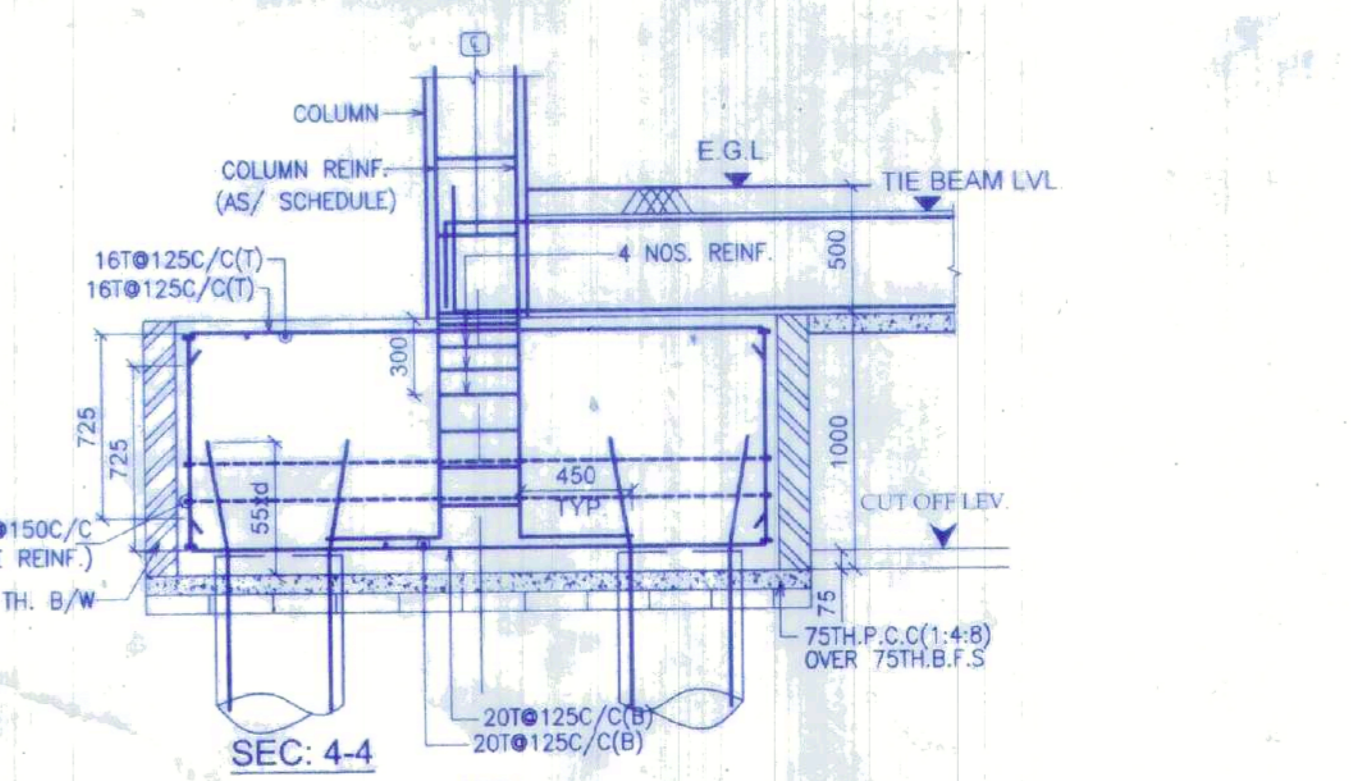 ℄
COLUMN
E.G.L
COLUMN REINF.
(AS/ SCHEDULE)
TIE BEAM LVL
16T@125C/C(T)
16T@125C/C(T)
4 NOS. REINF.
500
300
725
725
1000
55xd
450
TYP
CUT OFF LEV.
@150C/C
REINF.)
TH. B/W
75
75TH.P.C.C(1:4:8)
OVER 75TH.B.F.S
20T@125C/C(B)
20T@125C/C(B)
SEC: 4-4